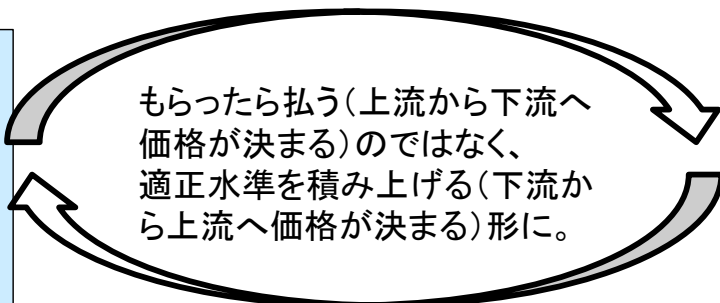 もらったら払う（上流から下流へ
価格が決まる）のではなく、
適正水準を積み上げる（下流か
ら上流へ価格が決まる）形に。